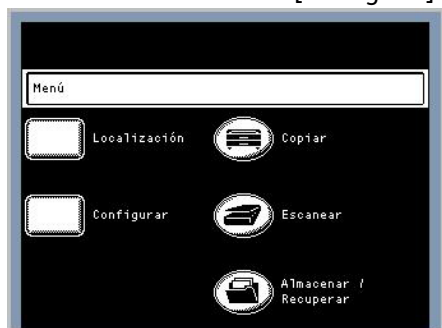 Menú
Localización
Copiar
Configurar
Escanear
Almacenar /
Recuperar